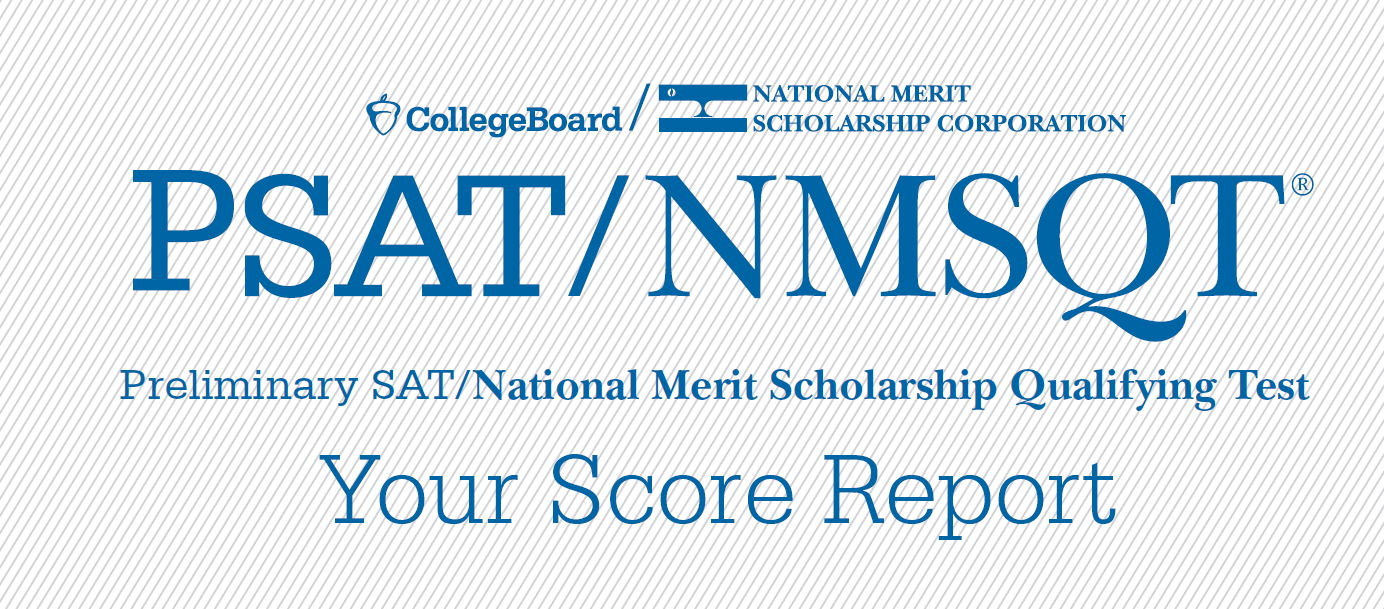 CollegeBoard / NATIONAL MERIT
SCHOLARSHIP CORPORATION
PSAT/NMSQT®
Preliminary SAT/National Merit Scholarship Qualifying Test
Your Score Report